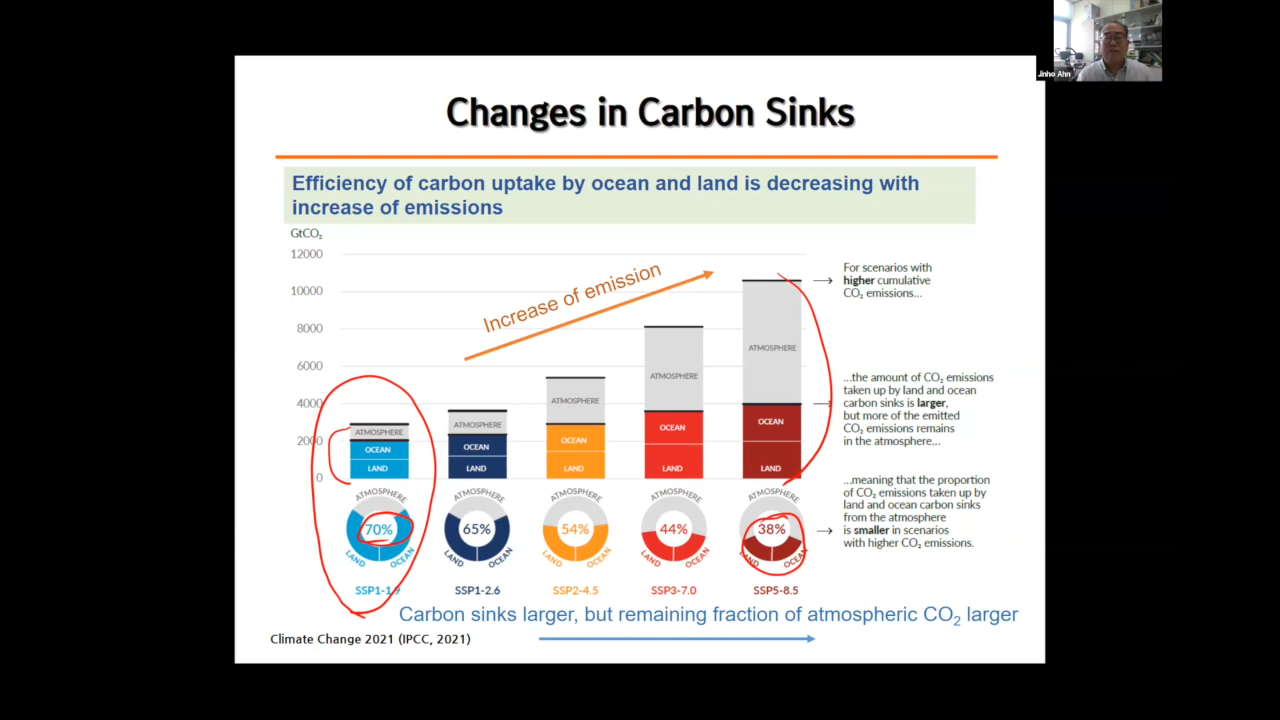 Jinho Ahn
Changes in Carbon Sinks
Efficiency of carbon uptake by ocean and land is decreasing with
increase of emissions
GtCO₂
12000
10000
8000
6000
4000
2000
0
Increase of emission
ATMOSPHERE
OCEAN
LAND
ATMOSPHERE
OCEAN
LAND
ATMOSPHERE
OCEAN
LAND
ATMOSPHERE
OCEAN
LAND
ATMOSPHERE
OCEAN
LAND
For scenarios with
higher cumulative
CO₂ emissions...
...the amount of CO₂ emissions
taken up by land and ocean
carbon sinks is larger,
but more of the emitted
CO₂ emissions remains
in the atmosphere...
...meaning that the proportion
of CO₂ emissions taken up by
land and ocean carbon sinks
from the atmosphere
is smaller in scenarios
with higher CO₂ emissions.
ATMOSPHERE
70%
LAND
OCEAN
SSP1-1.9
ATMOSPHERE
65%
LAND
OCEAN
SSP1-2.6
ATMOSPHERE
54%
LAND
OCEAN
SSP2-4.5
ATMOSPHERE
44%
LAND
OCEAN
SSP3-7.0
ATMOSPHERE
38%
LAND
OCEAN
SSP5-8.5
Carbon sinks larger, but remaining fraction of atmospheric CO₂ larger
Climate Change 2021 (IPCC, 2021)